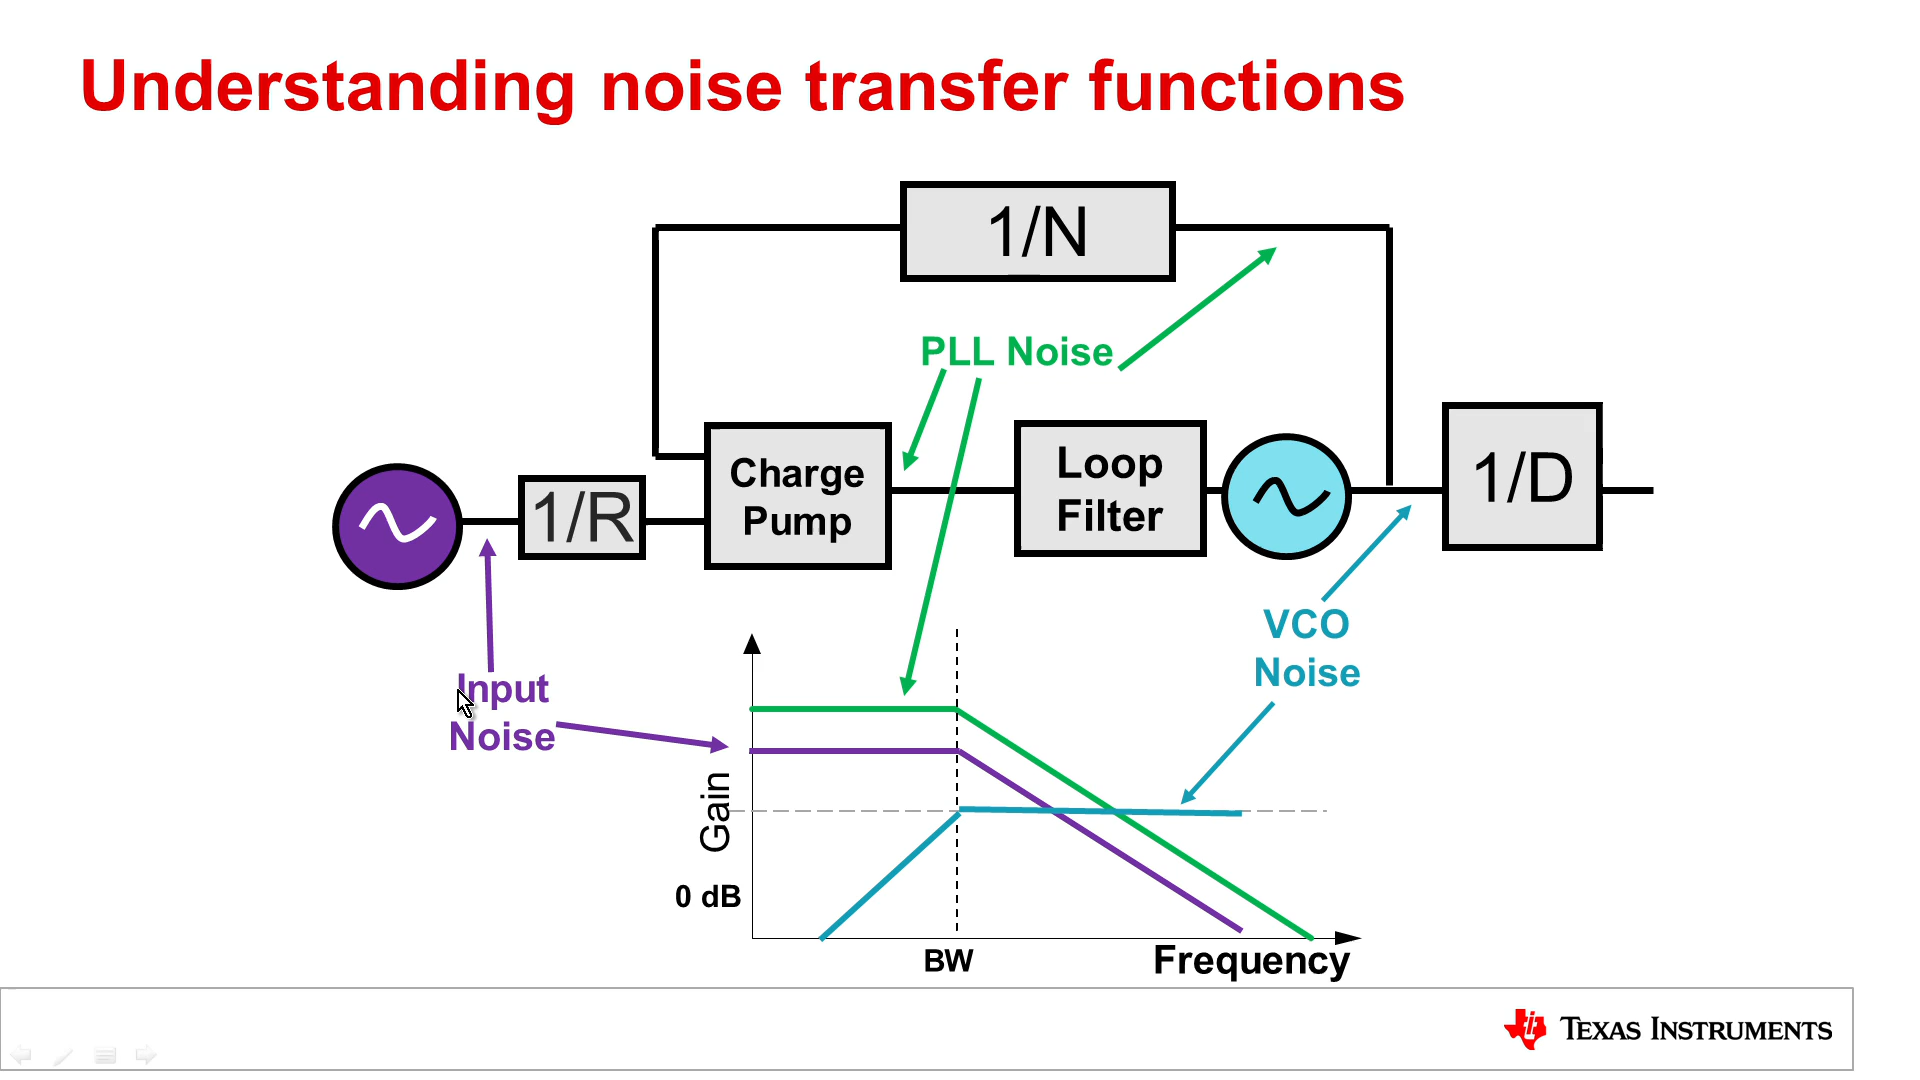 Understanding noise transfer functions
1/N
PLL Noise
Charge
Pump
Loop
Filter
1/R
1/D
VCO
Noise
Input
Noise
Gain
0 dB
BW
Frequency
TEXAS INSTRUMENTS